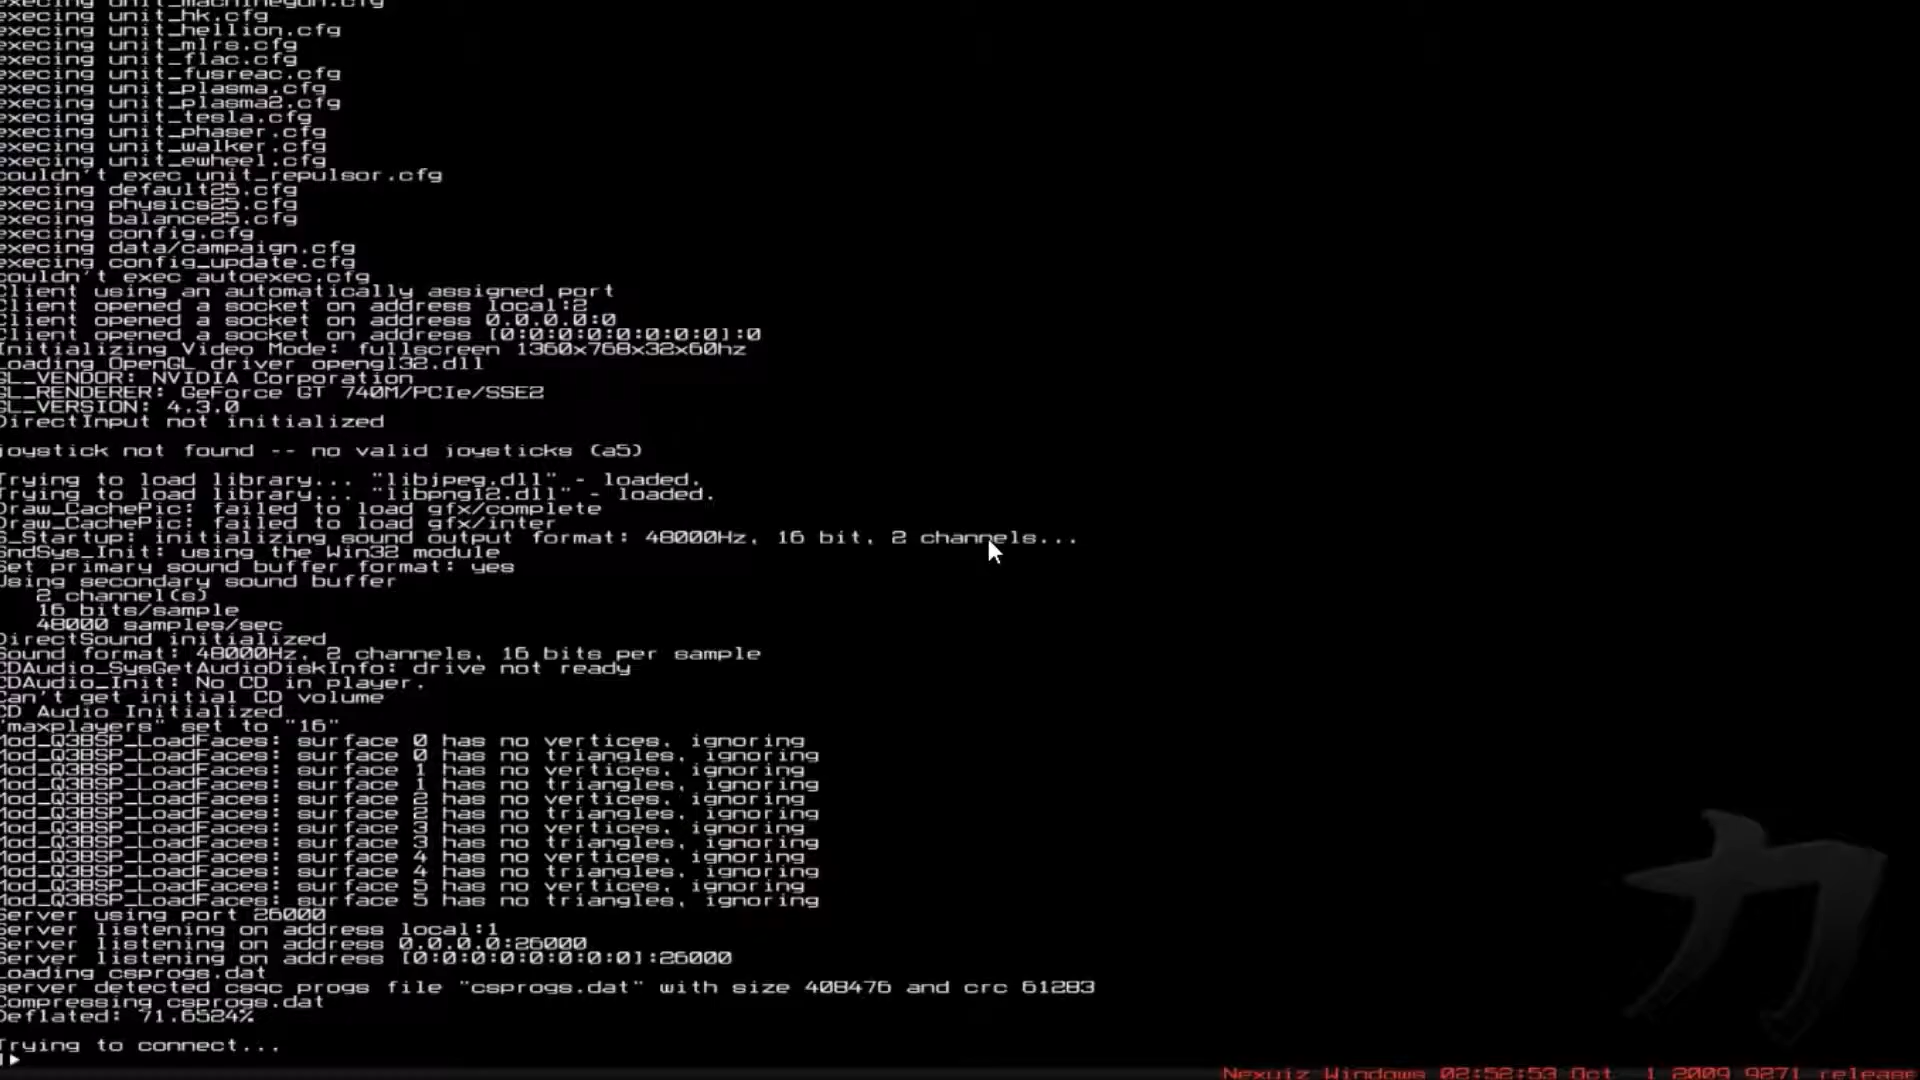 execing unit_machinegun.cfg
execing unit_hk.cfg
execing unit_hellion.cfg
execing unit_mlrs.cfg
execing unit_flac.cfg
execing unit_fusreac.cfg
execing unit_plasma.cfg
execing unit_plasma2.cfg
execing unit_tesla.cfg
execing unit_phaser.cfg
execing unit_walker.cfg
execing unit_ewheel.cfg
couldn't exec unit_repulsor.cfg
execing default25.cfg
execing physics25.cfg
execing balance25.cfg
execing config.cfg
execing data/campaign.cfg
execing config_update.cfg
couldn't exec autoexec.cfg
Client using an automatically assigned port
Client opened a socket on address local:2
Client opened a socket on address 0.0.0.0:0
Client opened a socket on address [0:0:0:0:0:0:0:0]:0
Initializing Video Mode: fullscreen 1360x768x32x60hz
Loading OpenGL driver opengl32.dll
GL_VENDOR: NVIDIA Corporation
GL_RENDERER: GeForce GT 740M/PCIe/SSE2
GL_VERSION: 4.3.0
DirectInput not initialized
joystick not found -- no valid joysticks (a5)
Trying to load library... "libjpeg.dll" - loaded.
Trying to load library... "libpng12.dll" - loaded.
Draw_CachePic: failed to load gfx/complete
Draw_CachePic: failed to load gfx/inter
S_Startup: initializing sound output format: 48000Hz, 16 bit, 2 channels...
SndSys_Init: using the Win32 module
Set primary sound buffer format: yes
Using secondary sound buffer
2 channel(s)
16 bits/sample
48000 samples/sec
DirectSound initialized
Sound format: 48000Hz, 2 channels, 16 bits per sample
CDAudio_SysGetAudioDiskInfo: drive not ready
CDAudio_Init: No CD in player.
Can't get initial CD volume
CD Audio Initialized
"maxplayers" set to "16"
Mod_Q3BSP_LoadFaces: surface 0 has no vertices, ignoring
Mod_Q3BSP_LoadFaces: surface 0 has no triangles, ignoring
Mod_Q3BSP_LoadFaces: surface 1 has no vertices, ignoring
Mod_Q3BSP_LoadFaces: surface 1 has no triangles, ignoring
Mod_Q3BSP_LoadFaces: surface 2 has no vertices, ignoring
Mod_Q3BSP_LoadFaces: surface 2 has no triangles, ignoring
Mod_Q3BSP_LoadFaces: surface 3 has no vertices, ignoring
Mod_Q3BSP_LoadFaces: surface 3 has no triangles, ignoring
Mod_Q3BSP_LoadFaces: surface 4 has no vertices, ignoring
Mod_Q3BSP_LoadFaces: surface 4 has no triangles, ignoring
Mod_Q3BSP_LoadFaces: surface 5 has no vertices, ignoring
Mod_Q3BSP_LoadFaces: surface 5 has no triangles, ignoring
Server using port 26000
Server listening on address local:1
Server listening on address 0.0.0.0:26000
Server listening on address [0:0:0:0:0:0:0:0]:26000
Loading csprogs.dat
server detected csqc progs file "csprogs.dat" with size 408476 and crc 61283
Compressing csprogs.dat
Deflated: 71.6524%
Trying to connect...
力
Nexuiz Windows 02:52:53 Oct 1 2009 9271 release